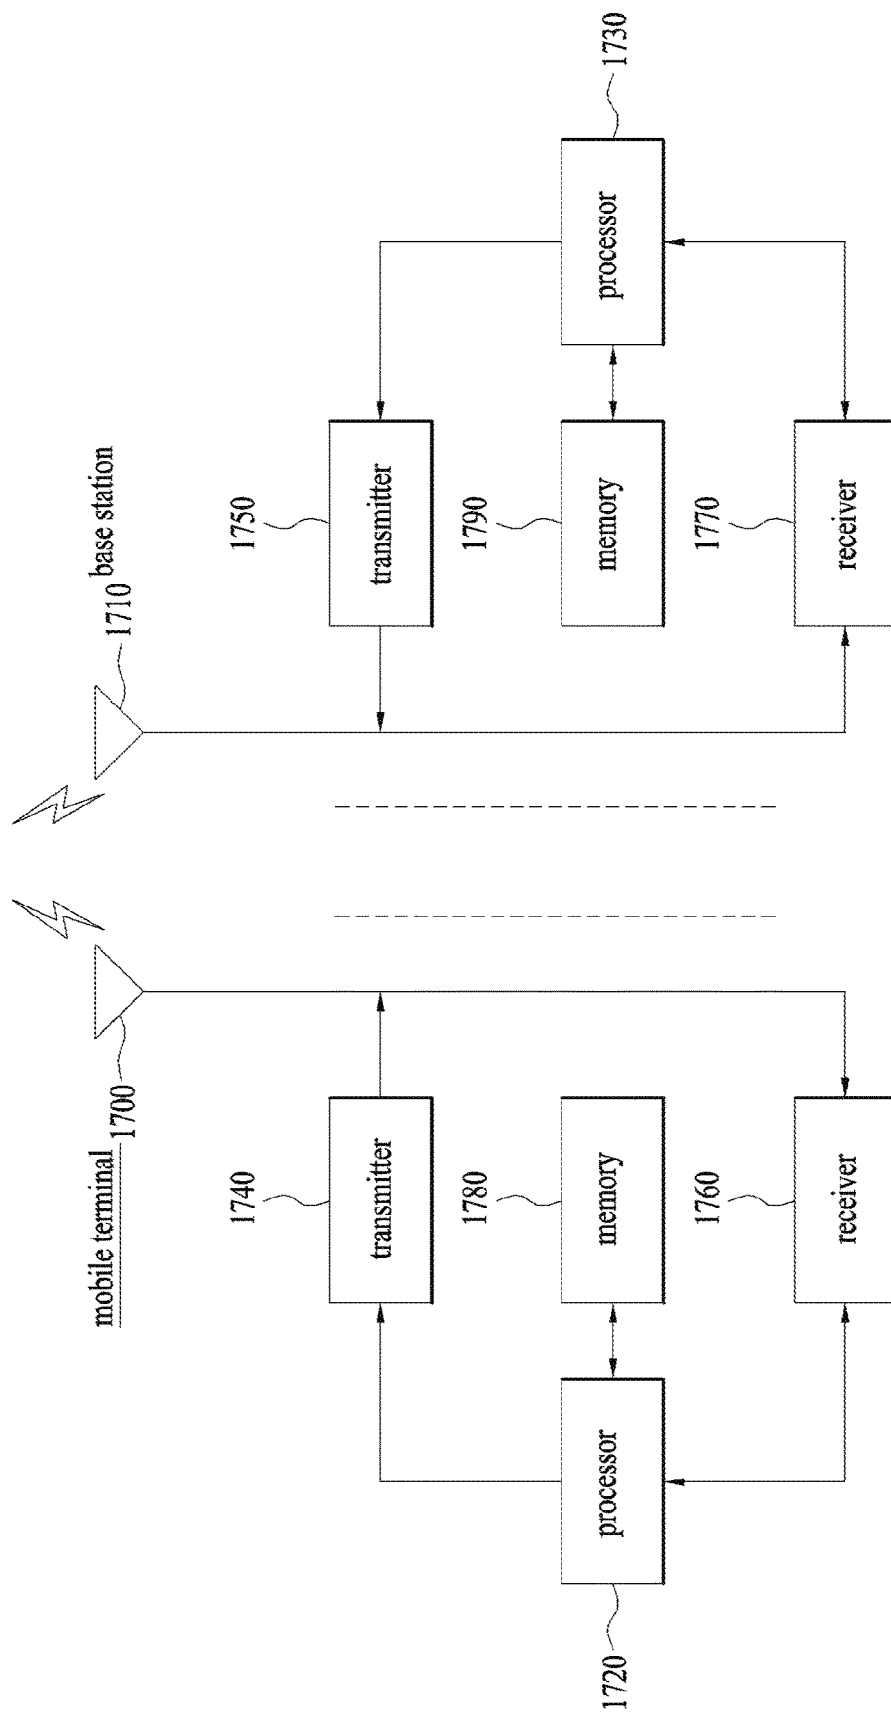 mobile terminal
1700
1710
base station
1740
transmitter
1750
transmitter
1720
processor
1780
memory
1790
memory
processor
1730
1760
receiver
1770
receiver